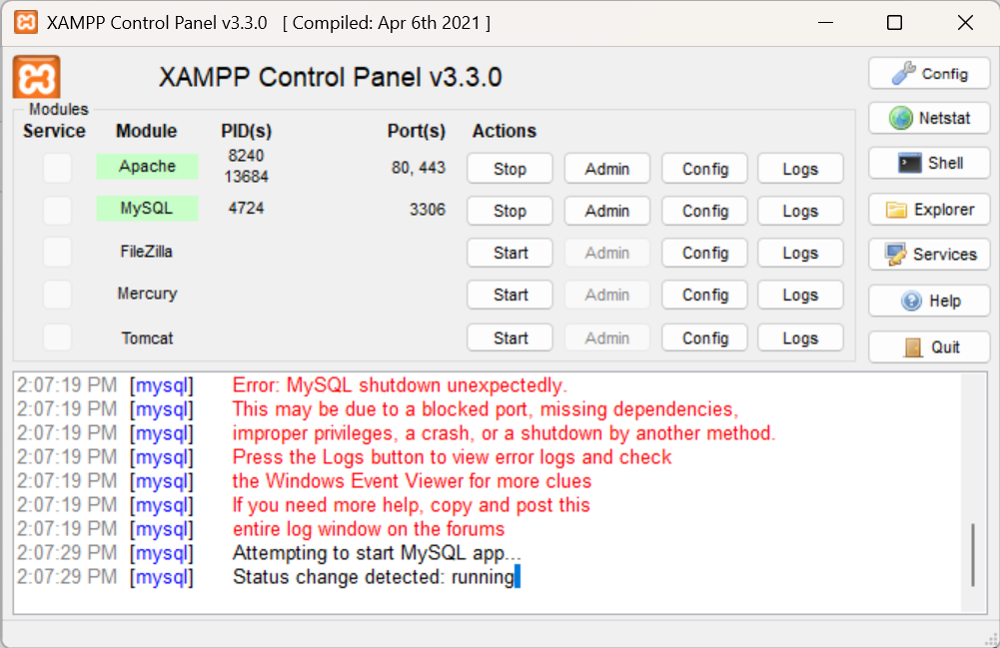 XAMPP Control Panel v3.3.0 [ Compiled: Apr 6th 2021 ]
XAMPP Control Panel v3.3.0
Config
Modules
Service Module PID(s) Port(s) Actions
Netstat
Apache 8240 13684 80, 443 Stop Admin Config Logs
Shell
MySQL 4724 3306 Stop Admin Config Logs
Explorer
FileZilla Start Admin Config Logs
Services
Mercury Start Admin Config Logs
Help
Tomcat Start Admin Config Logs
Quit
2:07:19 PM [mysql] Error: MySQL shutdown unexpectedly.
2:07:19 PM [mysql] This may be due to a blocked port, missing dependencies,
2:07:19 PM [mysql] improper privileges, a crash, or a shutdown by another method.
2:07:19 PM [mysql] Press the Logs button to view error logs and check
2:07:19 PM [mysql] the Windows Event Viewer for more clues
2:07:19 PM [mysql] If you need more help, copy and post this
2:07:19 PM [mysql] entire log window on the forums
2:07:29 PM [mysql] Attempting to start MySQL app...
2:07:29 PM [mysql] Status change detected: running